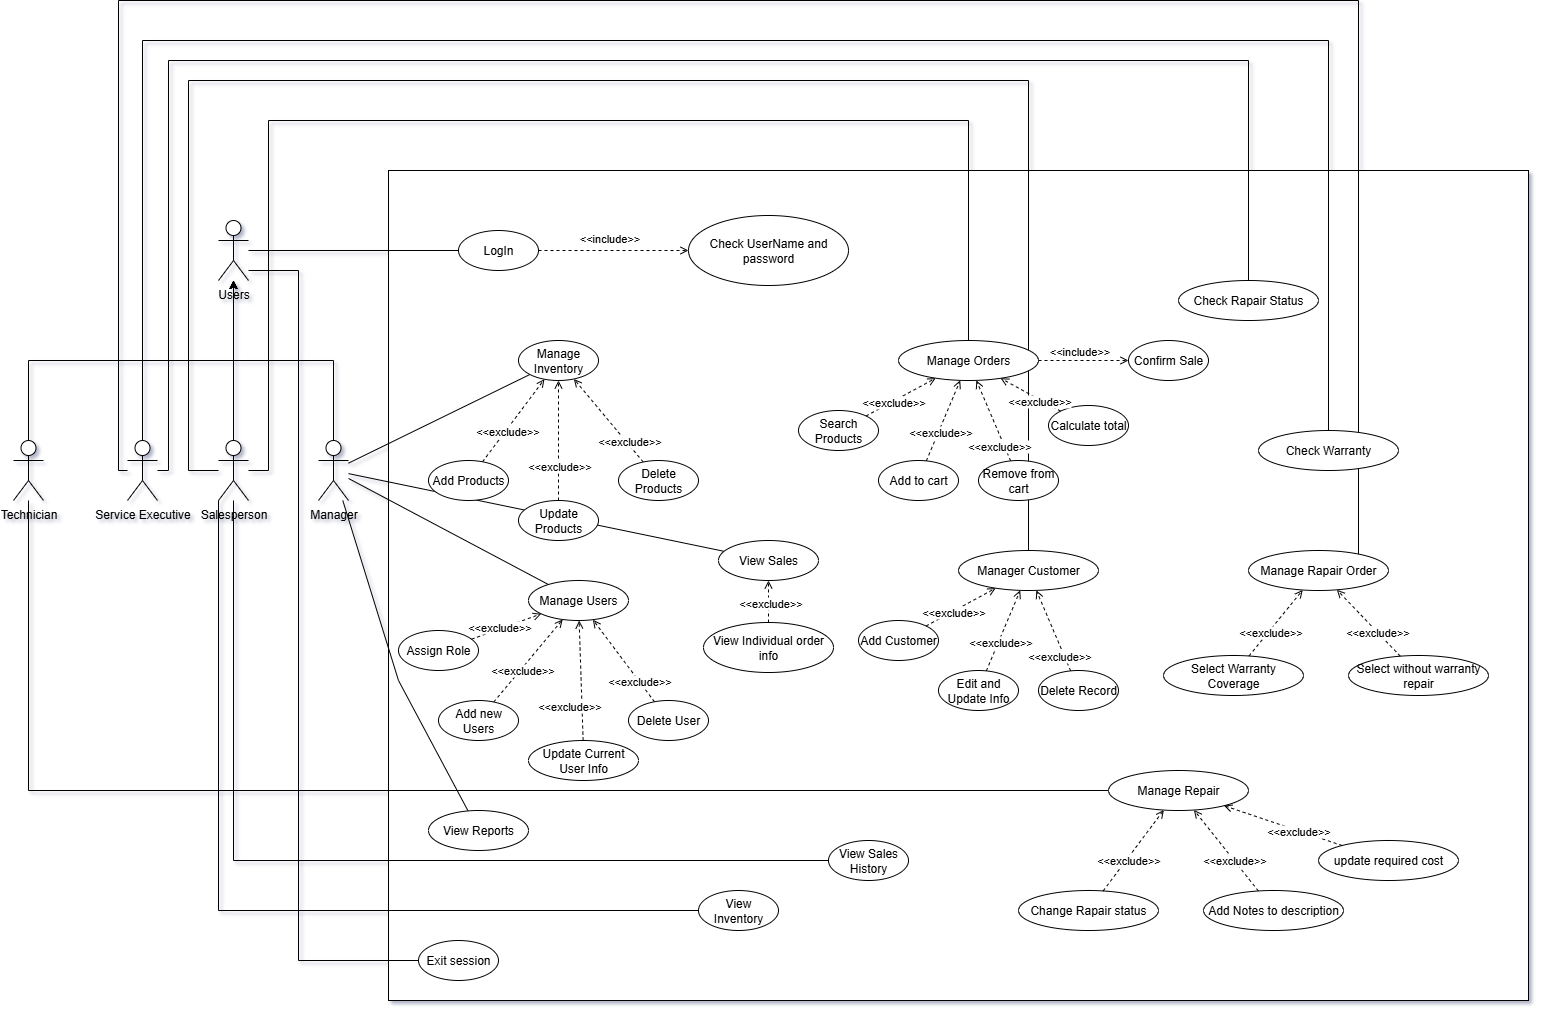 LogIn
<<include>>
Check UserName and
password
Users
Check Rapair Status
Manage
Inventory
Manage Orders
<<include>>
Confirm Sale
<<exclude>>
<<exclude>>
<<exclude>>
Search
Products
<<exclude>>
<<exclude>>
Calculate total
<<exclude>>
<<exclude>>
<<exclude>>
Check Warranty
Add Products
Delete
Products
Add to cart
Remove from
cart
Technician
Service Executive
Salesperson
Manager
Update
Products
View Sales
Manager Customer
Manage Rapair Order
Manage Users
<<exclude>>
<<exclude>>
<<exclude>>
Assign Role
View Individual order
info
Add Customer
<<exclude>>
<<exclude>>
<<exclude>>
<<exclude>>
<<exclude>>
<<exclude>>
Select Warranty
Coverage
Select without warranty
repair
Edit and
Update Info
Delete Record
<<exclude>>
Add new
Users
Delete User
Update Current
User Info
Manage Repair
View Reports
<<exclude>>
<<exclude>>
<<exclude>>
update required cost
View Sales
History
View
Inventory
Change Rapair status
Add Notes to description
Exit session